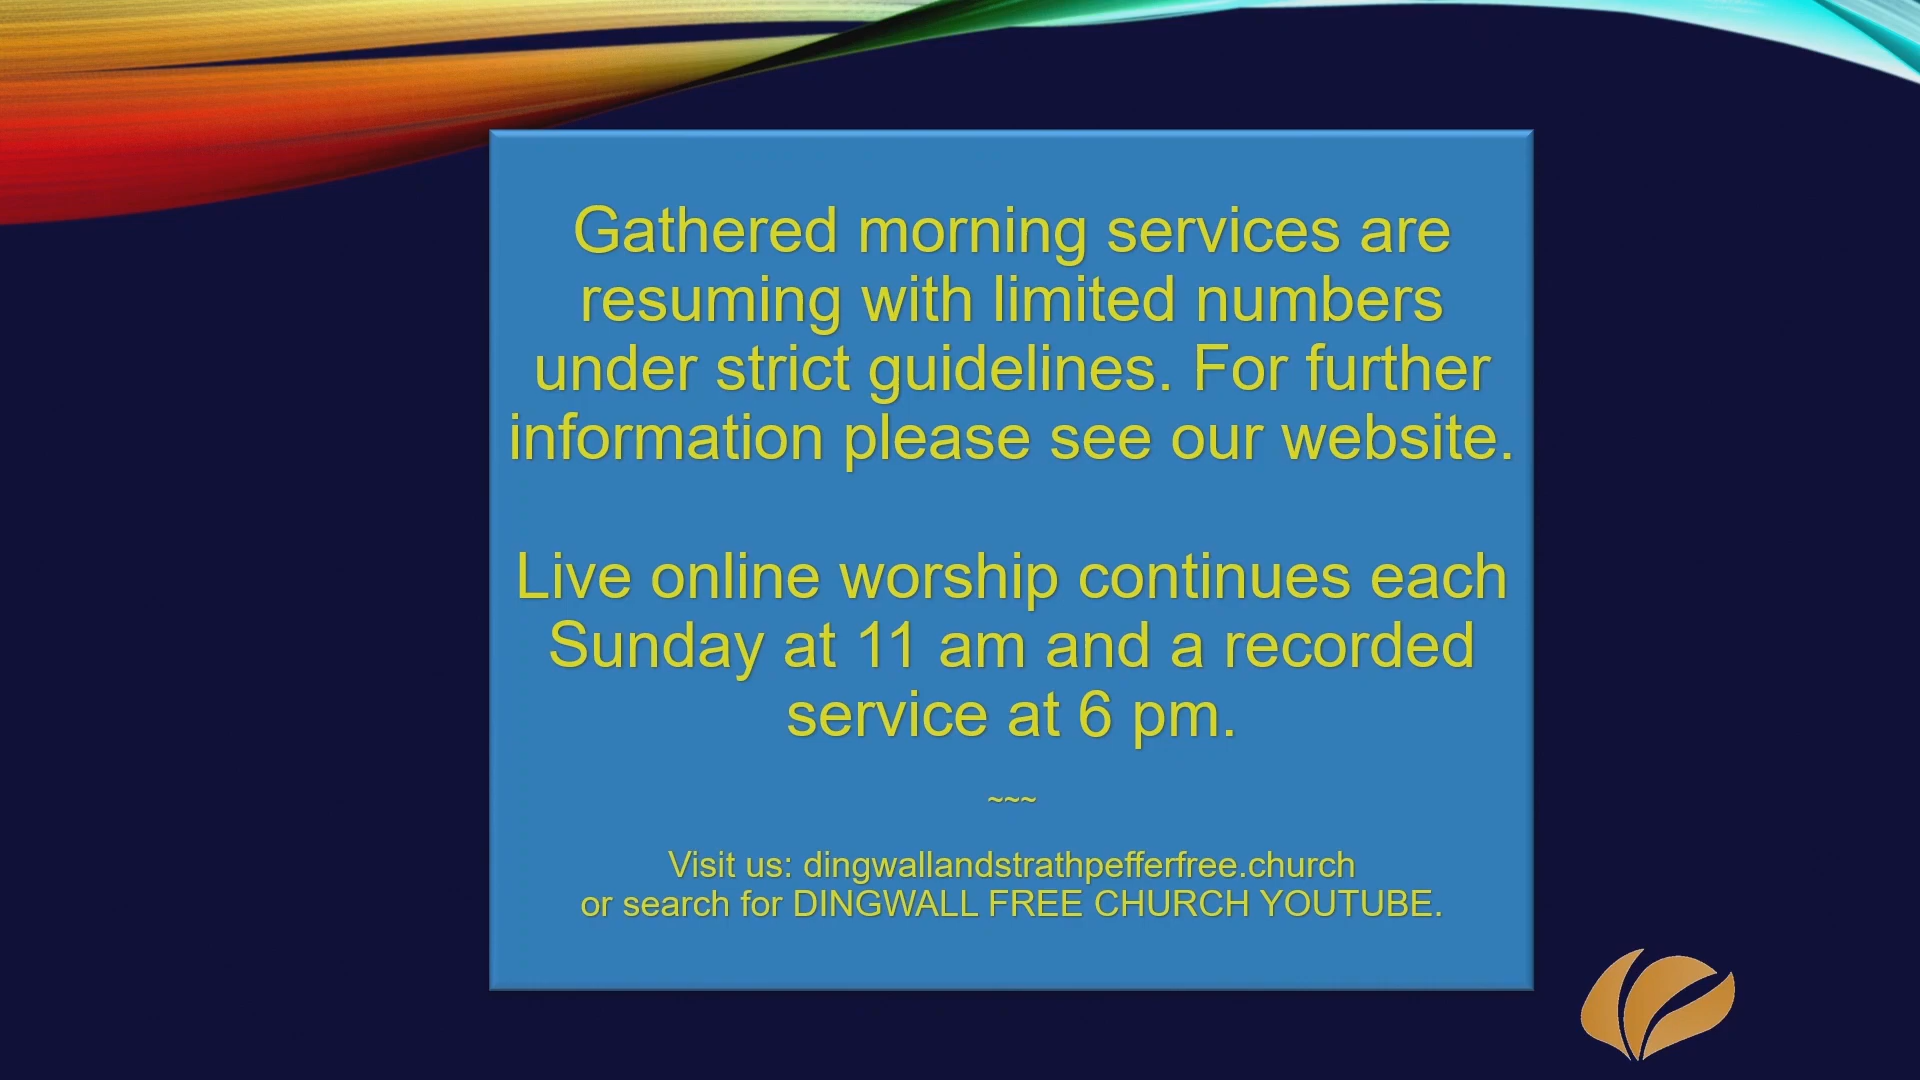 Gathered morning services are
resuming with limited numbers
under strict guidelines. For further
information please see our website.
Live online worship continues each
Sunday at 11 am and a recorded
service at 6 pm.
~~~
Visit us: dingwallandstrathpefferfree.church
or search for DINGWALL FREE CHURCH YOUTUBE.